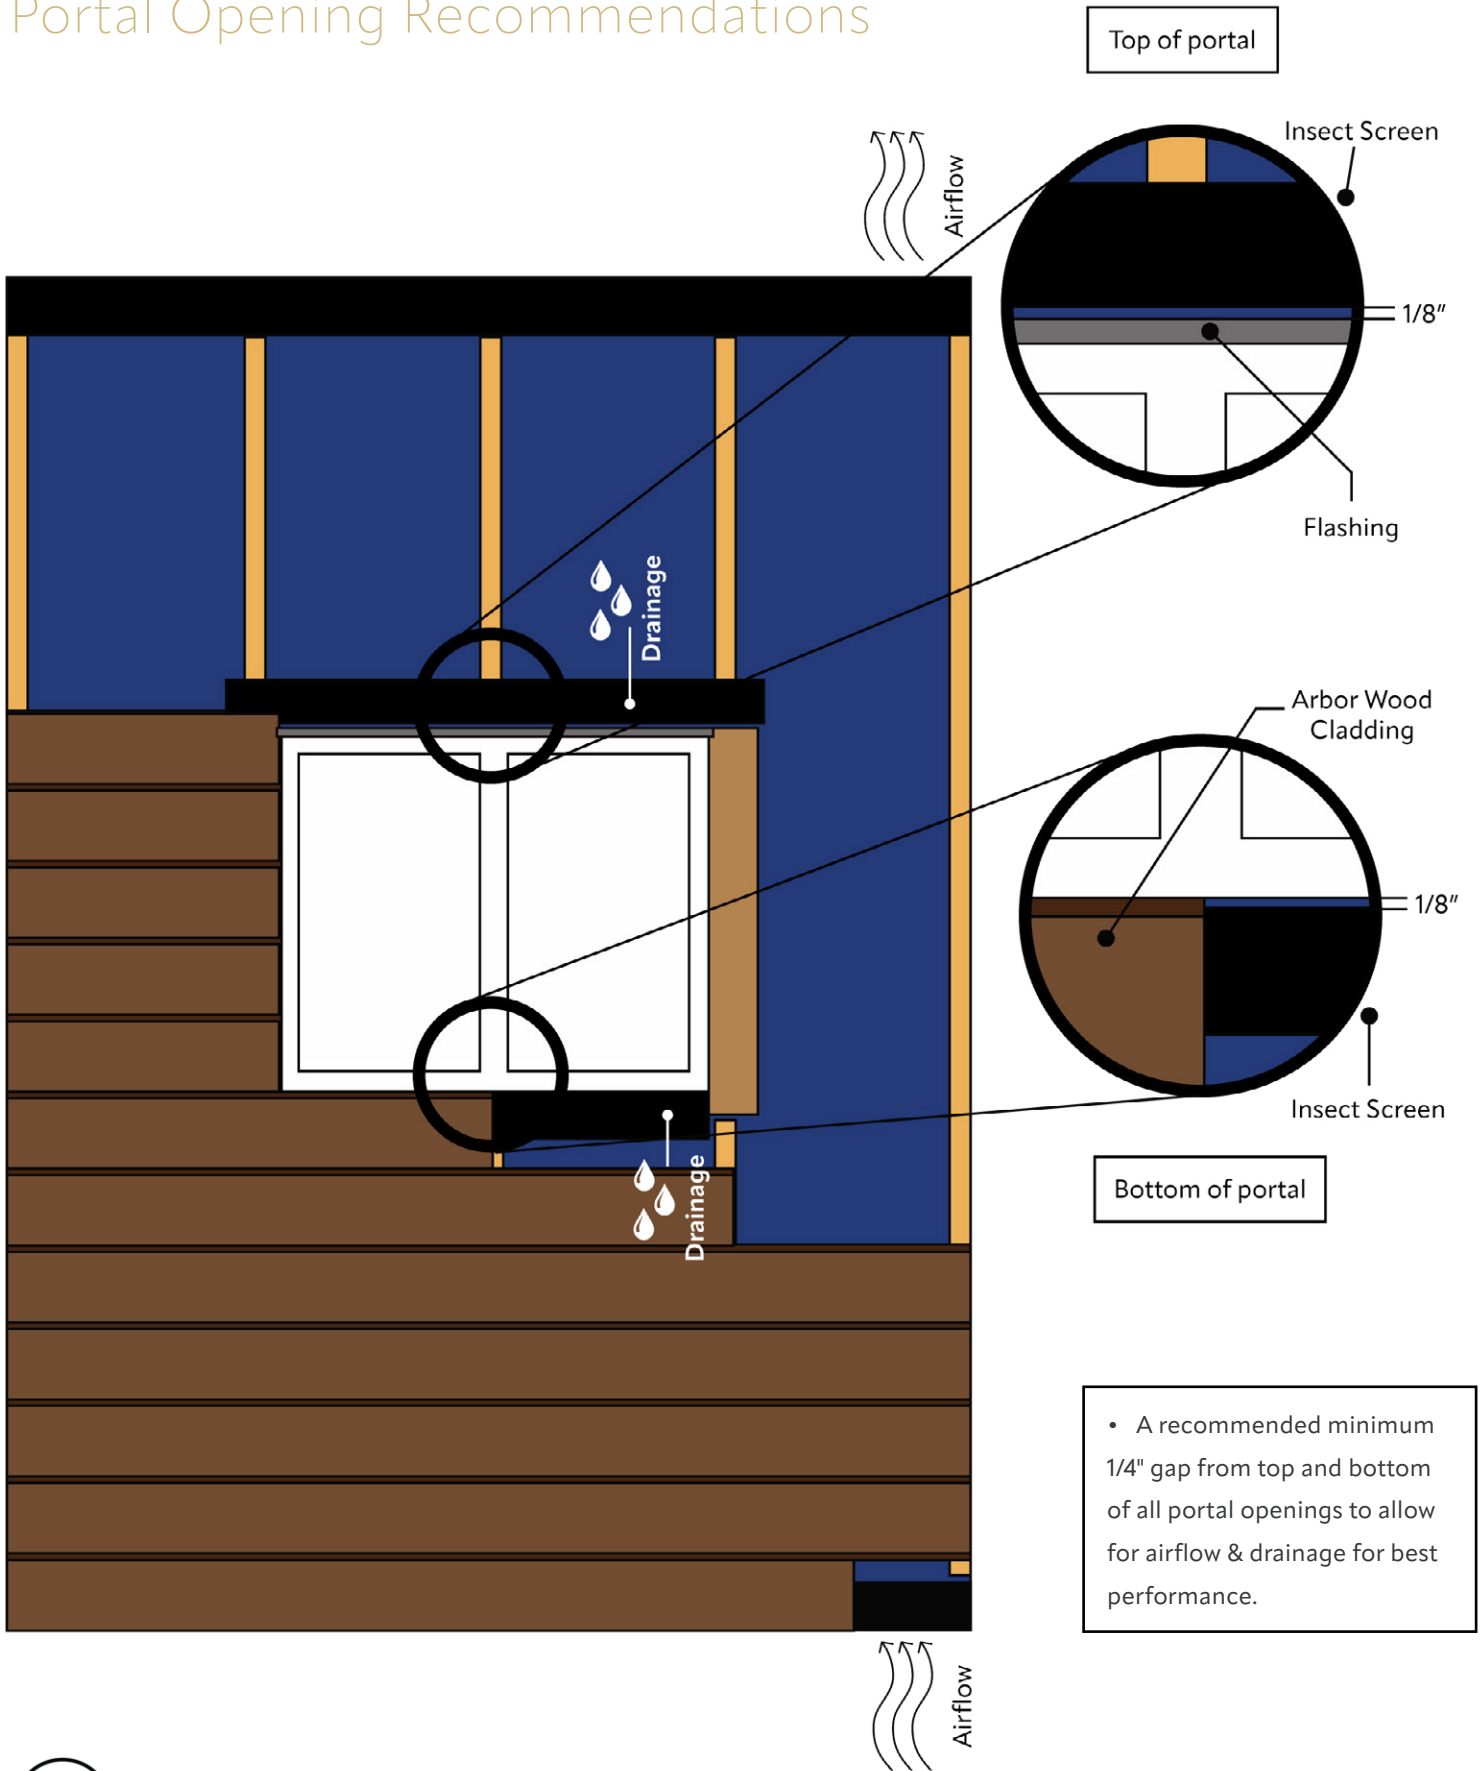 Portal Opening Recommendations
Top of portal
Insect Screen
Airflow
1/8"
Flashing
Drainage
Arbor Wood
Cladding
1/8"
Insect Screen
Drainage
Bottom of portal
• A recommended minimum
1/4" gap from top and bottom
of all portal openings to allow
for airflow & drainage for best
performance.
Airflow